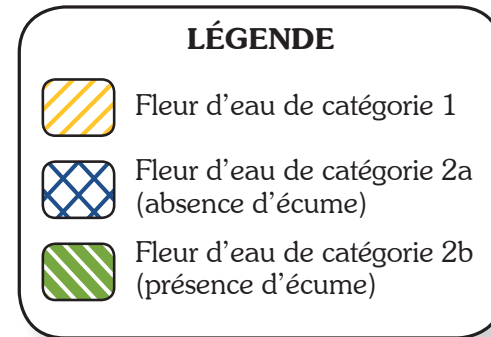 LÉGENDE
Fleur d’eau de catégorie 1
Fleur d’eau de catégorie 2a
(absence d’écume)
Fleur d’eau de catégorie 2b
(présence d’écume)